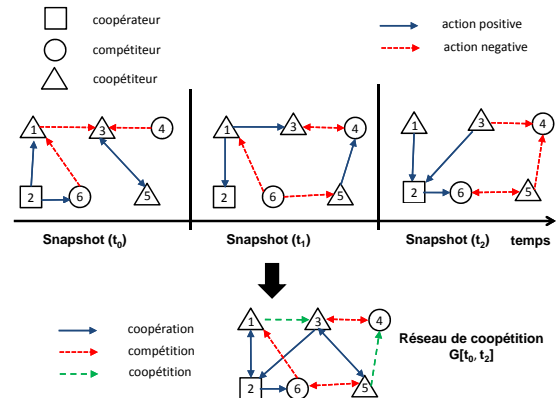 coopérateur
compétiteur
coopétiteur
action positive
action negative
1 3 4
2 6 5
1 3 4
2 6 5
1 3 4
2 6 5
Snapshot (t0) Snapshot (t1) Snapshot (t2) temps
coopération
compétition
coopétition
1 3 4
2 6 5
Réseau de coopétition
G[t0, t2]